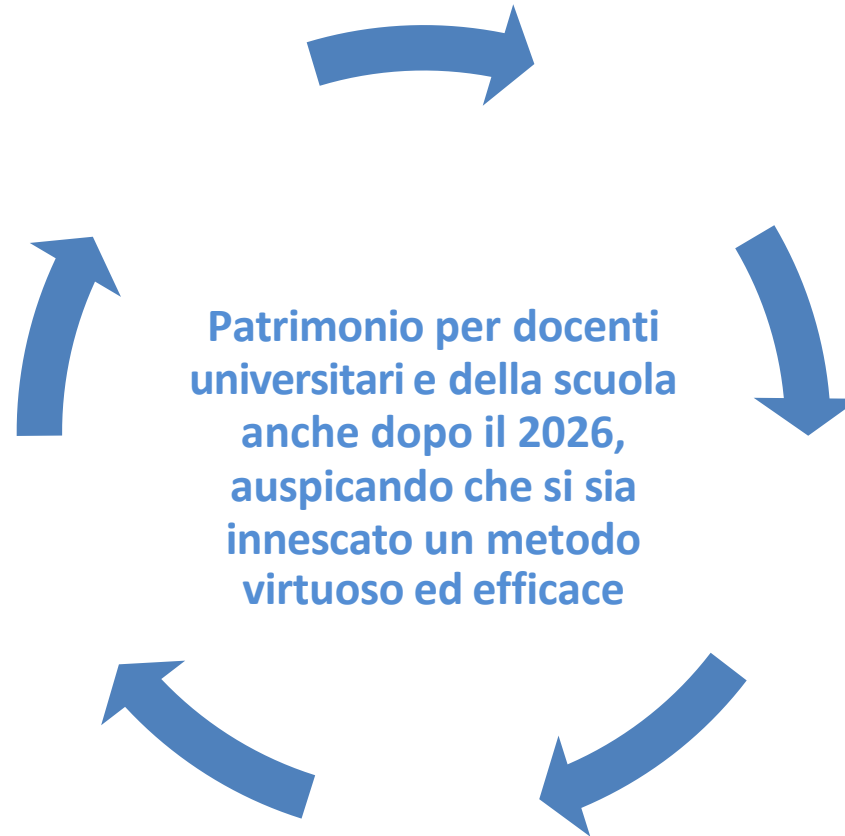 Patrimonio per docenti
universitari e della scuola
anche dopo il 2026,
auspicando che si sia
innescato un metodo
virtuoso ed efficace